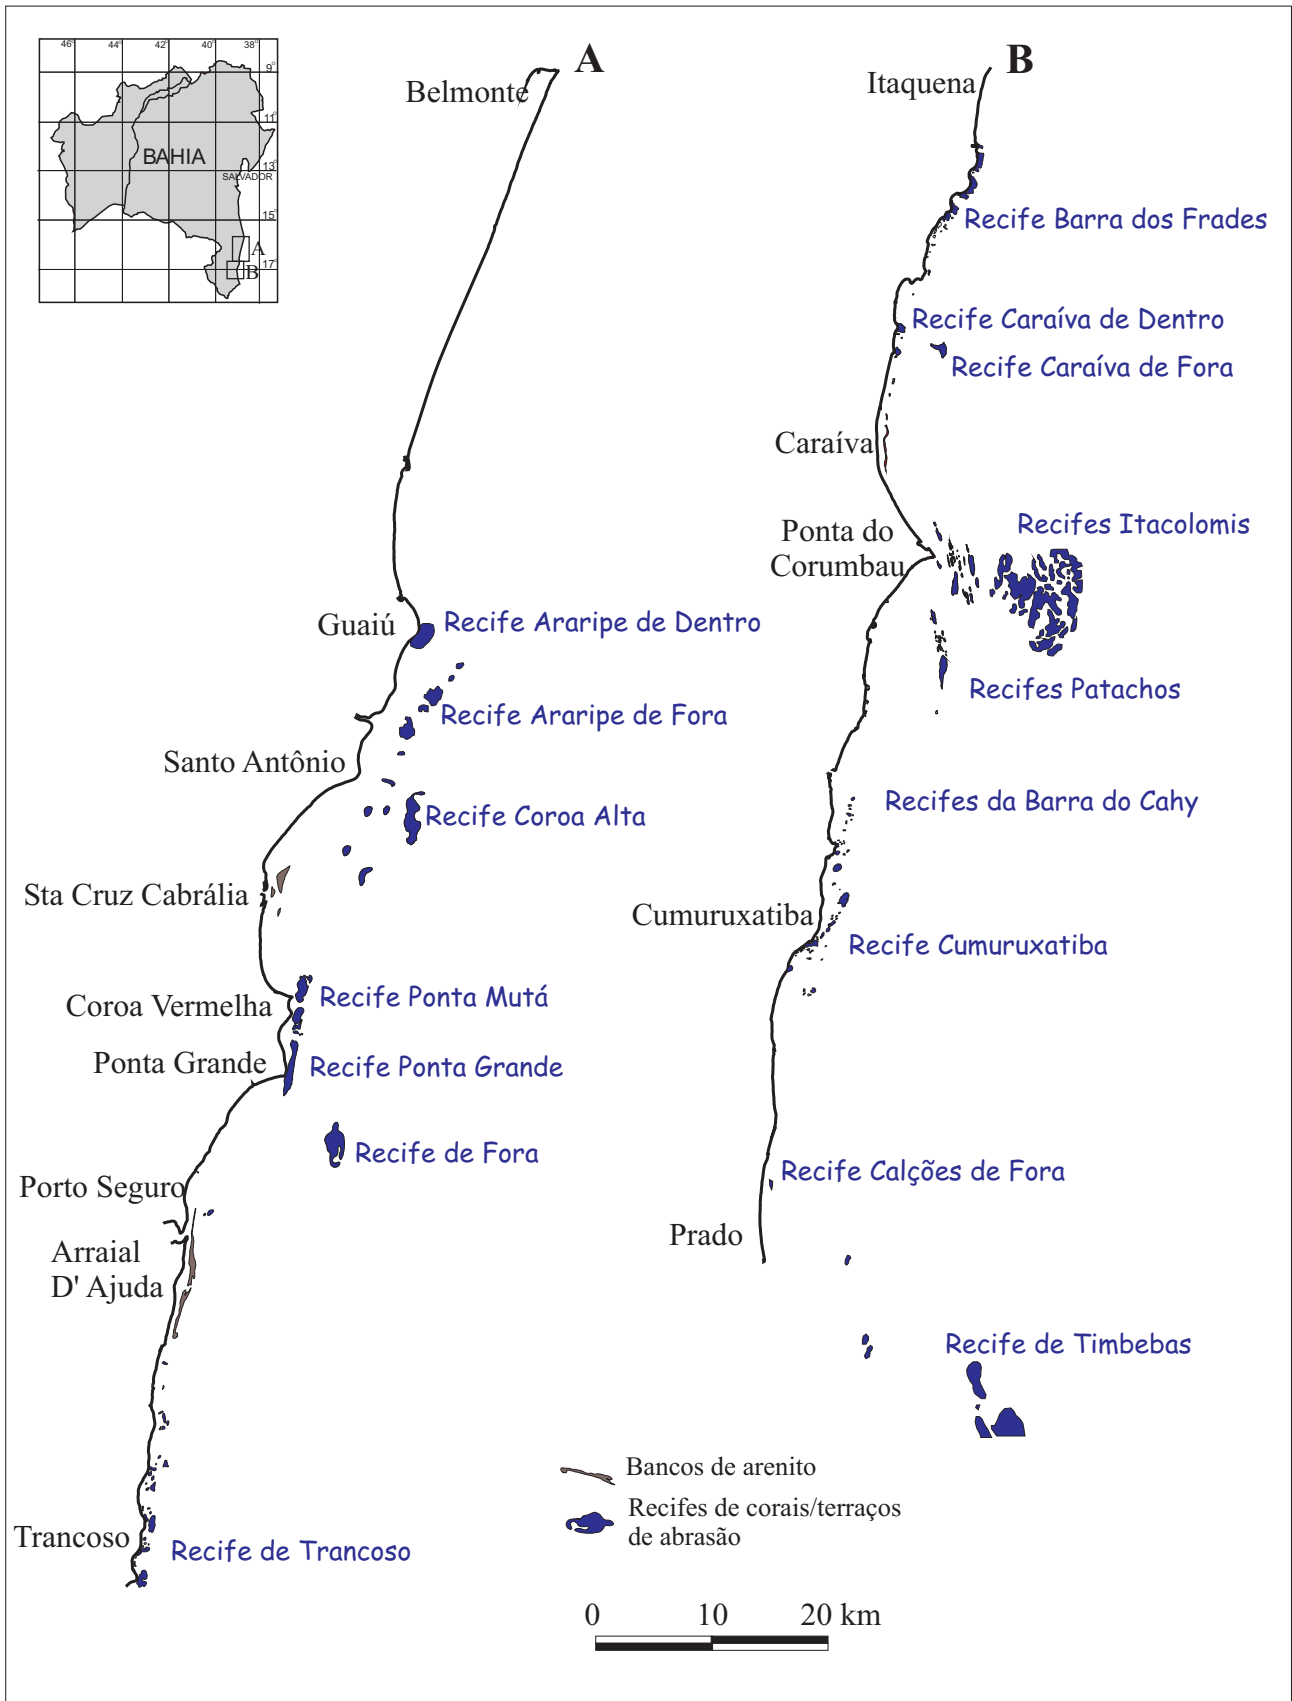 46°
44°
42°
40°
38°
9°
11°
13°
15°
17°
BAHIA
SALVADOR
A
B
A
Belmonte
Guaiú
Recife Araripe de Dentro
Recife Araripe de Fora
Santo Antônio
Recife Coroa Alta
Sta Cruz Cabrália
Coroa Vermelha
Recife Ponta Mutá
Ponta Grande
Recife Ponta Grande
Recife de Fora
Porto Seguro
Arraial
D' Ajuda
Trancoso
Recife de Trancoso
B
Itaquena
Recife Barra dos Frades
Recife Caraíva de Dentro
Recife Caraíva de Fora
Caraíva
Ponta do
Corumbau
Recifes Itacolomis
Recifes Patachos
Recifes da Barra do Cahy
Cumuruxatiba
Recife Cumuruxatiba
Recife Calções de Fora
Prado
Recife de Timbebas
Bancos de arenito
Recifes de corais/terraços
de abrasão
0 10 20 km